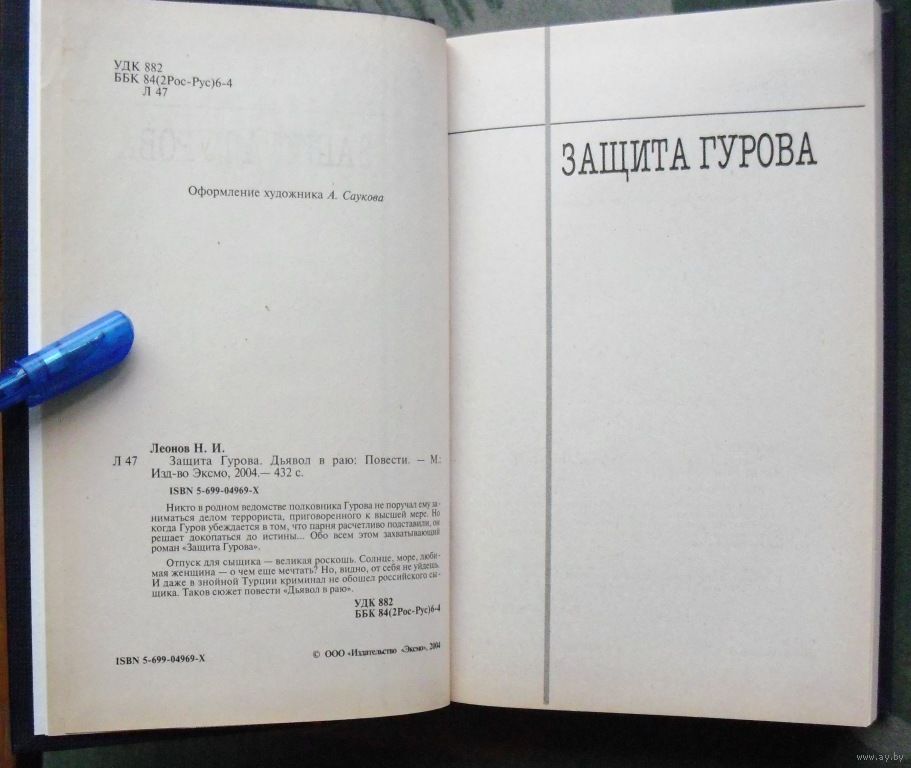 УДК 882
ББК 84(2Рос-Рус)6-4
Л 47
Оформление художника А. Саукова
Леонов Н. И.
Л 47 Защита Гурова. Дьявол в раю: Повести. — М.:
Изд-во Эксмо, 2004.— 432 с.
ISBN 5-699-04969-X
Никто в родном ведомстве полковника Гурова не поручал ему за-
ниматься делом террориста, приговоренного к высшей мере. Но
когда Гуров убеждается в том, что парня расчетливо подставили, он
решает докопаться до истины... Обо всем этом захватывающий
роман «Защита Гурова».
Отпуск для сыщика — великая роскошь. Солнце, море, люби-
мая женщина — о чем еще мечтать? Но, видно, от себя не уйдешь.
И даже в знойной Турции криминал не обошел российского сы-
щика. Таков сюжет повести «Дьявол в раю».
УДК 882
ББК 84(2Рос-Рус)6-4
ISBN 5-699-04969-X
© ООО «Издательство «Эксмо», 2004
ЗАЩИТА ГУРОВА
www.ay.by